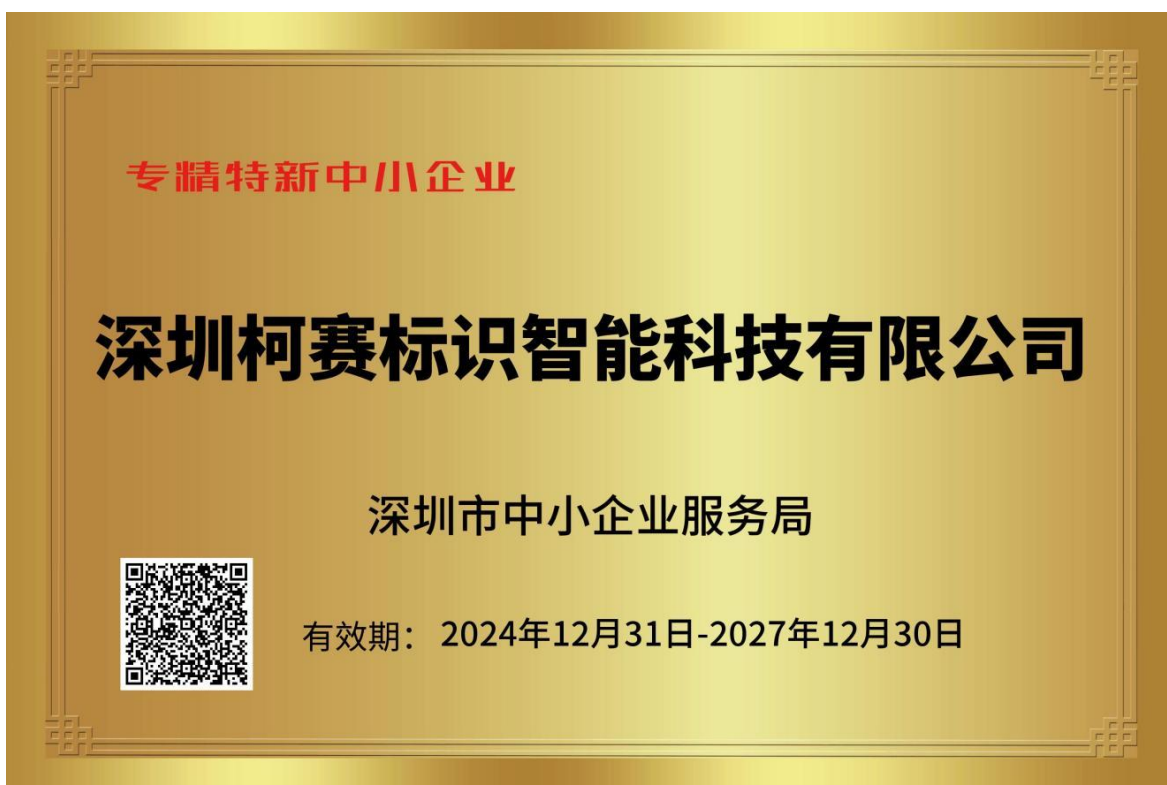 专精特新中小企业
深圳柯赛标识智能科技有限公司
深圳市中小企业服务局
有效期： 2024年12月31日-2027年12月30日